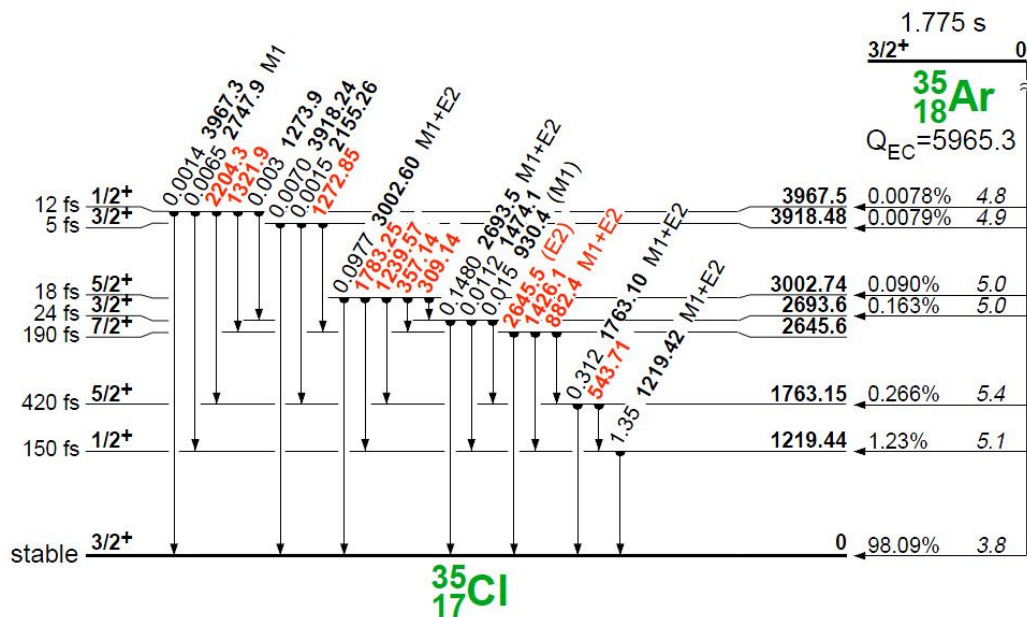 1.775 s
3/2+ 0
35
18 Ar
Q_EC=5965.3
0.0014 3967.3
0.0065 2747.9 M1
2204.3
1321.9
0.003 1273.9
0.0070 3918.24
0.0015 2155.26
1272.85
0.0977 3002.60 M1+E2
1783.25
1239.57
357.14
309.14
0.1480 2693.5 M1+E2
0.0112 1474.1
0.015 930.4 (M1)
2645.5 (E2)
1426.1
882.4 M1+E2
0.312 1763.10 M1+E2
543.71
1.35 1219.42 M1+E2
12 fs 1/2+ 3967.5 0.0078% 4.8
5 fs 3/2+ 3918.48 0.0079% 4.9
18 fs 5/2+ 3002.74 0.090% 5.0
24 fs 3/2+ 2693.6 0.163% 5.0
190 fs 7/2+ 2645.6
420 fs 5/2+ 1763.15 0.266% 5.4
150 fs 1/2+ 1219.44 1.23% 5.1
stable 3/2+ 0 98.09% 3.8
35
17 Cl